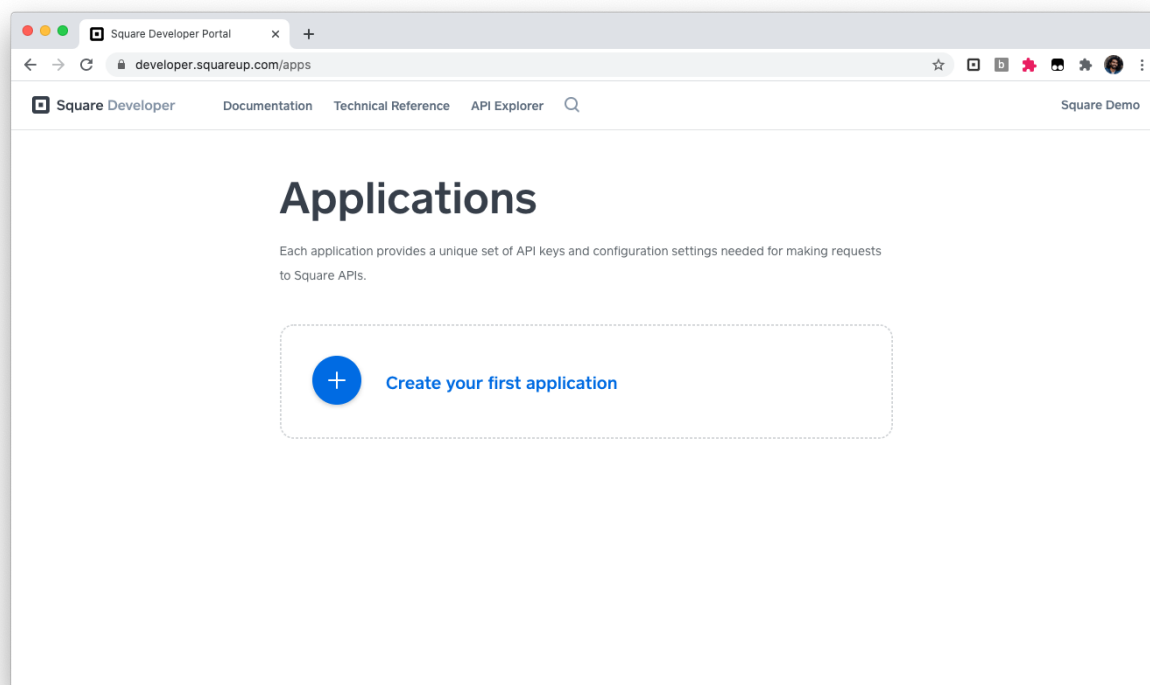 Square Developer Portal
developer.squareup.com/apps
b
Square Developer Documentation Technical Reference API Explorer Square Demo
Applications
Each application provides a unique set of API keys and configuration settings needed for making requests
to Square APIs.
Create your first application